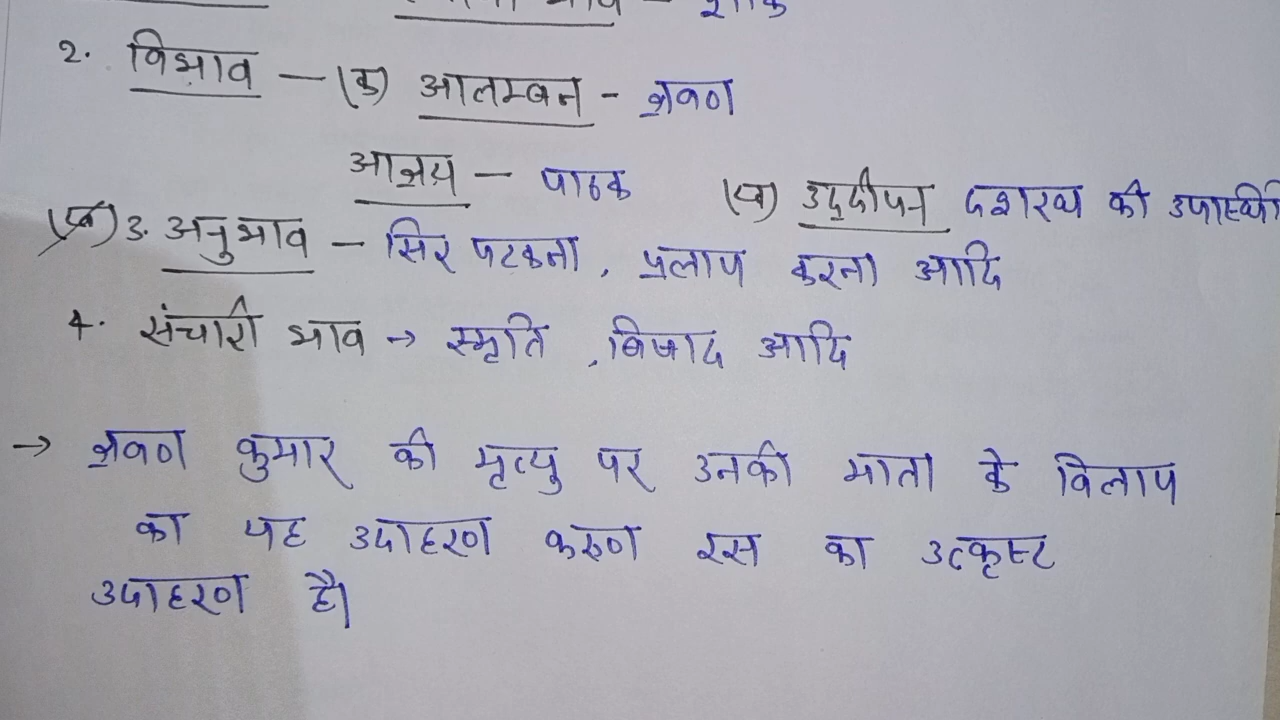 भाव - शोक
2. विभाव – (क) आलम्बन - श्रवण
आश्रय – पाठक (ख) उद्दीपन दशरथ की उपस्थि
(ख) 3. अनुभाव – सिर पटकना, प्रलाप करना आदि
4. संचारी भाव → स्मृति, विषाद आदि
→ श्रवण कुमार की मृत्यु पर उनकी माता के विलाप
का यह उदाहरण करुण रस का उत्कृष्ट
उदाहरण है।